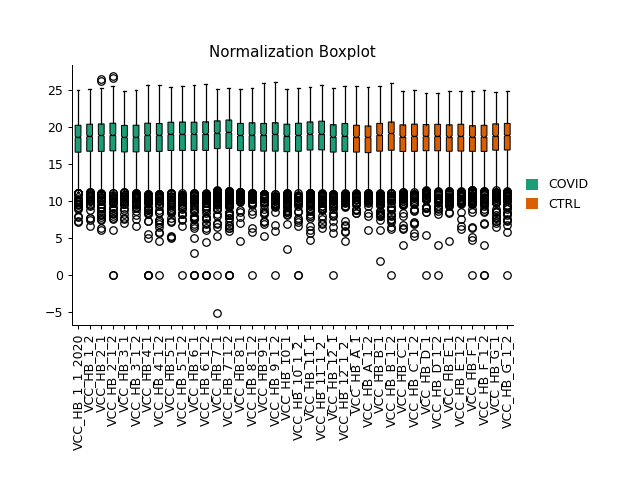 Normalization Boxplot
25
20
15
10
5
0
−5
COVID
CTRL
VCC_HB_1_1_2020
VCC_HB_1_2
VCC_HB_2_1
VCC_HB_2_1_2
VCC_HB_3_1
VCC_HB_3_1_2
VCC_HB_4_1
VCC_HB_4_1_2
VCC_HB_5_1
VCC_HB_5_1_2
VCC_HB_6_1
VCC_HB_6_1_2
VCC_HB_7_1
VCC_HB_7_1_2
VCC_HB_8_1
VCC_HB_8_1_2
VCC_HB_9_1
VCC_HB_9_1_2
VCC_HB_10_1
VCC_HB_10_1_2
VCC_HB_11_1
VCC_HB_11_1_2
VCC_HB_12_1
VCC_HB_12_1_2
VCC_HB_A_1
VCC_HB_A_1_2
VCC_HB_B_1
VCC_HB_B_1_2
VCC_HB_C_1
VCC_HB_C_1_2
VCC_HB_D_1
VCC_HB_D_1_2
VCC_HB_E_1
VCC_HB_E_1_2
VCC_HB_F_1
VCC_HB_F_1_2
VCC_HB_G_1
VCC_HB_G_1_2